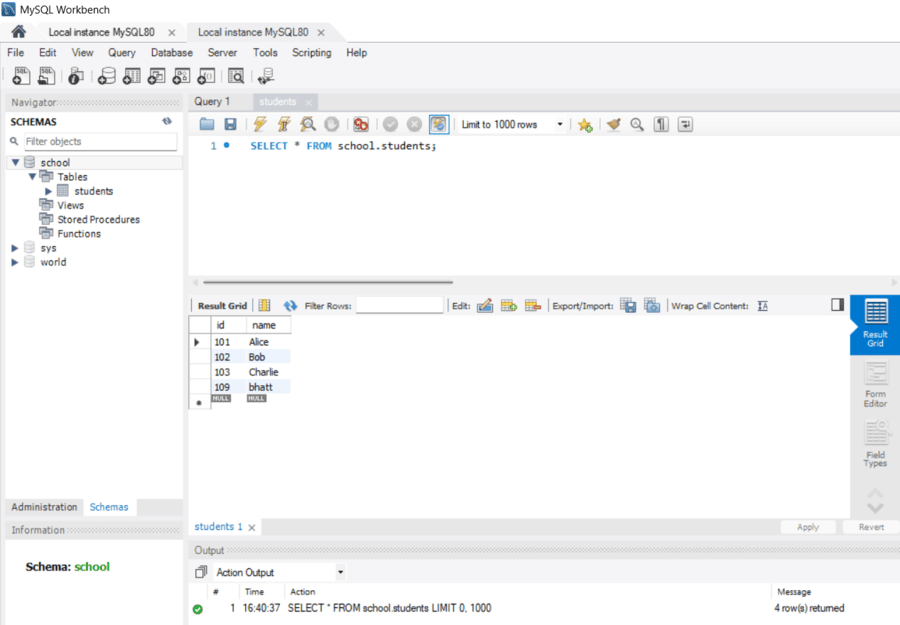 MySQL Workbench
Local instance MySQL80 × Local instance MySQL80 ×
File Edit View Query Database Server Tools Scripting Help
Navigator
SCHEMAS
Filter objects
school
Tables
students
Views
Stored Procedures
Functions
sys
world
Administration Schemas
Information
Schema: school
Query 1 students ×
Limit to 1000 rows
1 SELECT * FROM school.students;
Result Grid Filter Rows: Edit: Export/Import: Wrap Cell Content:
id name
101 Alice
102 Bob
103 Charlie
109 bhatt
NULL NULL
Result
Grid
Form
Editor
Field
Types
students 1 × Apply Revert
Output
Action Output
# Time Action Message
1 16:40:37 SELECT * FROM school.students LIMIT 0, 1000 4 row(s) returned